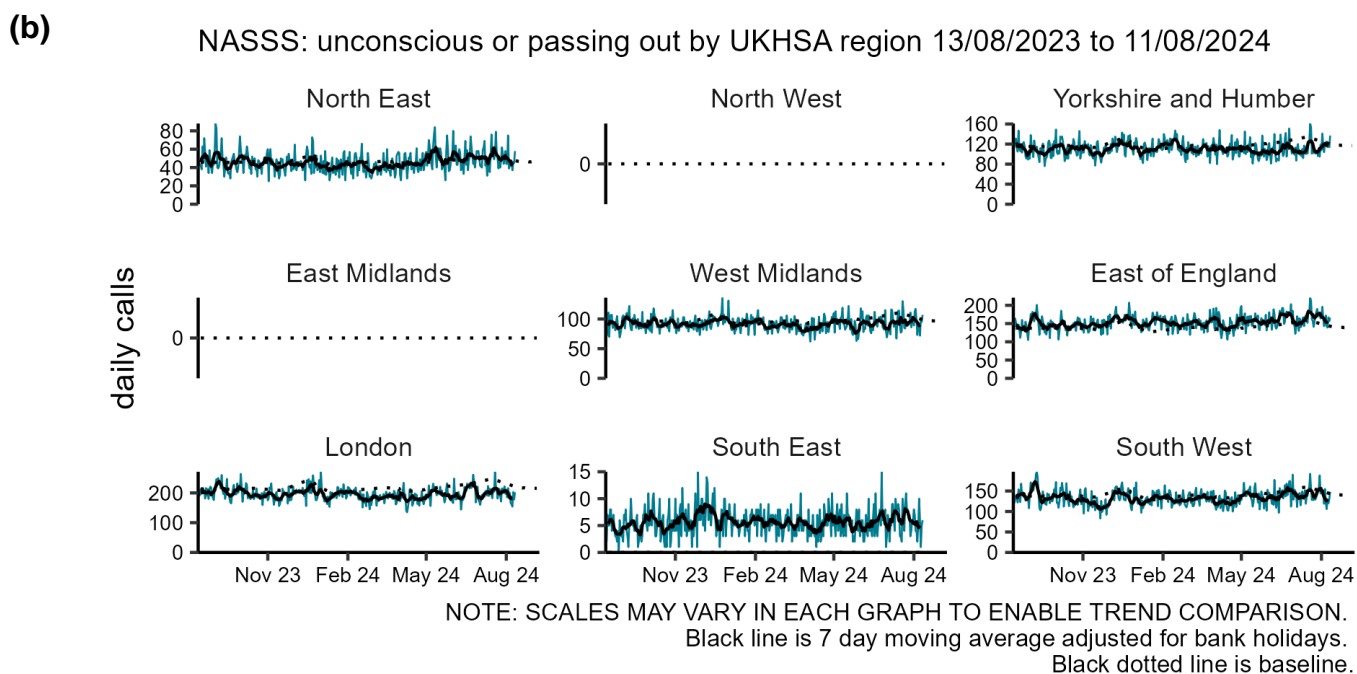 (b)
NASSS: unconscious or passing out by UKHSA region 13/08/2023 to 11/08/2024
North East
North West
Yorkshire and Humber
80
60
40
20
0
0
160
120
80
40
0
East Midlands
West Midlands
East of England
daily calls
0
100
50
0
200
150
100
50
0
London
South East
South West
200
100
0
15
10
5
0
150
100
50
0
Nov 23 Feb 24 May 24 Aug 24
Nov 23 Feb 24 May 24 Aug 24
Nov 23 Feb 24 May 24 Aug 24
NOTE: SCALES MAY VARY IN EACH GRAPH TO ENABLE TREND COMPARISON.
Black line is 7 day moving average adjusted for bank holidays.
Black dotted line is baseline.